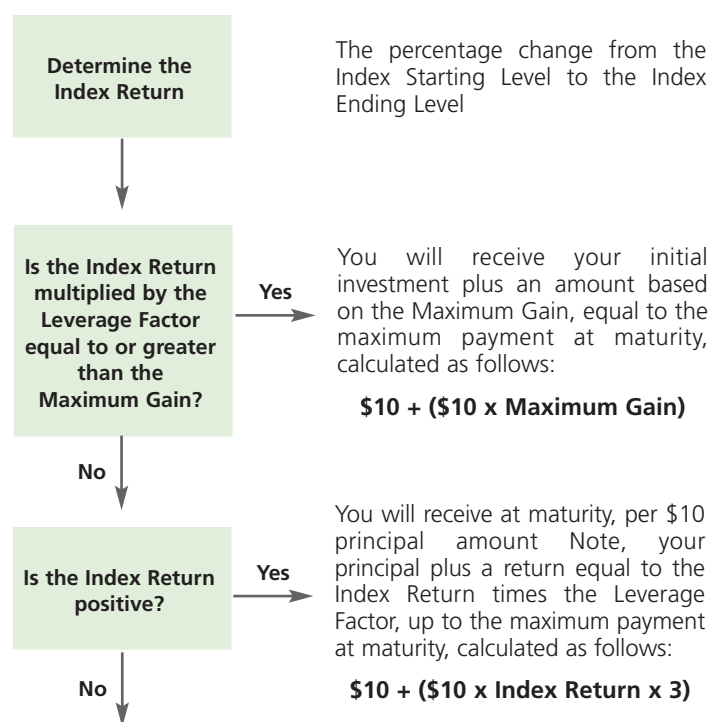 Determine the
Index Return
The percentage change from the
Index Starting Level to the Index
Ending Level
Is the Index Return
multiplied by the
Leverage Factor
equal to or greater
than the
Maximum Gain?
Yes
You will receive your initial
investment plus an amount based
on the Maximum Gain, equal to the
maximum payment at maturity,
calculated as follows:
$10 + ($10 x Maximum Gain)
No
Is the Index Return
positive?
Yes
You will receive at maturity, per $10
principal amount Note, your
principal plus a return equal to the
Index Return times the Leverage
Factor, up to the maximum payment
at maturity, calculated as follows:
$10 + ($10 x Index Return x 3)
No